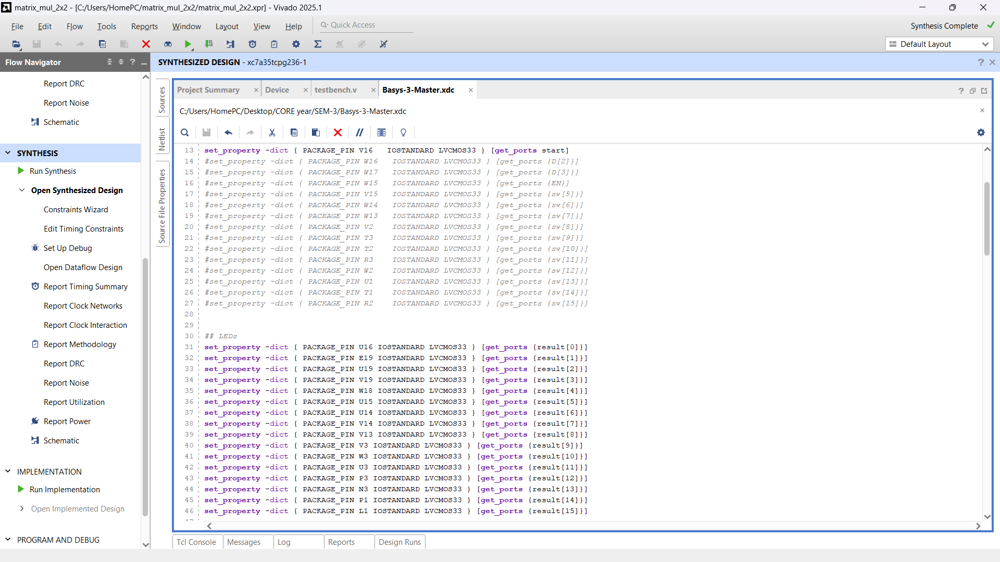 matrix_mul_2x2 - [C:/Users/HomePC/matrix_mul_2x2/matrix_mul_2x2.xpr] - Vivado 2025.1
File Edit Flow Tools Reports Window Layout View Help Quick Access
Synthesis Complete
Default Layout
Flow Navigator
Report DRC
Report Noise
Schematic
SYNTHESIS
Run Synthesis
Open Synthesized Design
Constraints Wizard
Edit Timing Constraints
Set Up Debug
Open Dataflow Design
Report Timing Summary
Report Clock Networks
Report Clock Interaction
Report Methodology
Report DRC
Report Noise
Report Utilization
Report Power
Schematic
IMPLEMENTATION
Run Implementation
Open Implemented Design
PROGRAM AND DEBUG
SYNTHESIZED DESIGN - xc7a35tcpg236-1
Sources
Netlist
Source File Properties
Project Summary Device testbench.v Basys-3-Master.xdc
C:/Users/HomePC/Desktop/CORE year/SEM-3/Basys-3-Master.xdc
13 set_property -dict { PACKAGE_PIN V16   IOSTANDARD LVCMOS33 } [get_ports start]
14 #set_property -dict { PACKAGE_PIN W16   IOSTANDARD LVCMOS33 } [get_ports {D[2]}]
15 #set_property -dict { PACKAGE_PIN W17   IOSTANDARD LVCMOS33 } [get_ports {D[3]}]
16 #set_property -dict { PACKAGE_PIN W15   IOSTANDARD LVCMOS33 } [get_ports {EN}]
17 #set_property -dict { PACKAGE_PIN V15   IOSTANDARD LVCMOS33 } [get_ports {sw[5]}]
18 #set_property -dict { PACKAGE_PIN W14   IOSTANDARD LVCMOS33 } [get_ports {sw[6]}]
19 #set_property -dict { PACKAGE_PIN W13   IOSTANDARD LVCMOS33 } [get_ports {sw[7]}]
20 #set_property -dict { PACKAGE_PIN V2    IOSTANDARD LVCMOS33 } [get_ports {sw[8]}]
21 #set_property -dict { PACKAGE_PIN T3    IOSTANDARD LVCMOS33 } [get_ports {sw[9]}]
22 #set_property -dict { PACKAGE_PIN T2    IOSTANDARD LVCMOS33 } [get_ports {sw[10]}]
23 #set_property -dict { PACKAGE_PIN R3    IOSTANDARD LVCMOS33 } [get_ports {sw[11]}]
24 #set_property -dict { PACKAGE_PIN W2    IOSTANDARD LVCMOS33 } [get_ports {sw[12]}]
25 #set_property -dict { PACKAGE_PIN U1    IOSTANDARD LVCMOS33 } [get_ports {sw[13]}]
26 #set_property -dict { PACKAGE_PIN T1    IOSTANDARD LVCMOS33 } [get_ports {sw[14]}]
27 #set_property -dict { PACKAGE_PIN R2    IOSTANDARD LVCMOS33 } [get_ports {sw[15]}]
28
29
30 ## LEDs
31 set_property -dict { PACKAGE_PIN U16 IOSTANDARD LVCMOS33 } [get_ports {result[0]}]
32 set_property -dict { PACKAGE_PIN E19 IOSTANDARD LVCMOS33 } [get_ports {result[1]}]
33 set_property -dict { PACKAGE_PIN U19 IOSTANDARD LVCMOS33 } [get_ports {result[2]}]
34 set_property -dict { PACKAGE_PIN V19 IOSTANDARD LVCMOS33 } [get_ports {result[3]}]
35 set_property -dict { PACKAGE_PIN W18 IOSTANDARD LVCMOS33 } [get_ports {result[4]}]
36 set_property -dict { PACKAGE_PIN U15 IOSTANDARD LVCMOS33 } [get_ports {result[5]}]
37 set_property -dict { PACKAGE_PIN U14 IOSTANDARD LVCMOS33 } [get_ports {result[6]}]
38 set_property -dict { PACKAGE_PIN V14 IOSTANDARD LVCMOS33 } [get_ports {result[7]}]
39 set_property -dict { PACKAGE_PIN V13 IOSTANDARD LVCMOS33 } [get_ports {result[8]}]
40 set_property -dict { PACKAGE_PIN V3 IOSTANDARD LVCMOS33 } [get_ports {result[9]}]
41 set_property -dict { PACKAGE_PIN W3 IOSTANDARD LVCMOS33 } [get_ports {result[10]}]
42 set_property -dict { PACKAGE_PIN U3 IOSTANDARD LVCMOS33 } [get_ports {result[11]}]
43 set_property -dict { PACKAGE_PIN P3 IOSTANDARD LVCMOS33 } [get_ports {result[12]}]
44 set_property -dict { PACKAGE_PIN N3 IOSTANDARD LVCMOS33 } [get_ports {result[13]}]
45 set_property -dict { PACKAGE_PIN P1 IOSTANDARD LVCMOS33 } [get_ports {result[14]}]
46 set_property -dict { PACKAGE_PIN L1 IOSTANDARD LVCMOS33 } [get_ports {result[15]}]
Tcl Console Messages Log Reports Design Runs